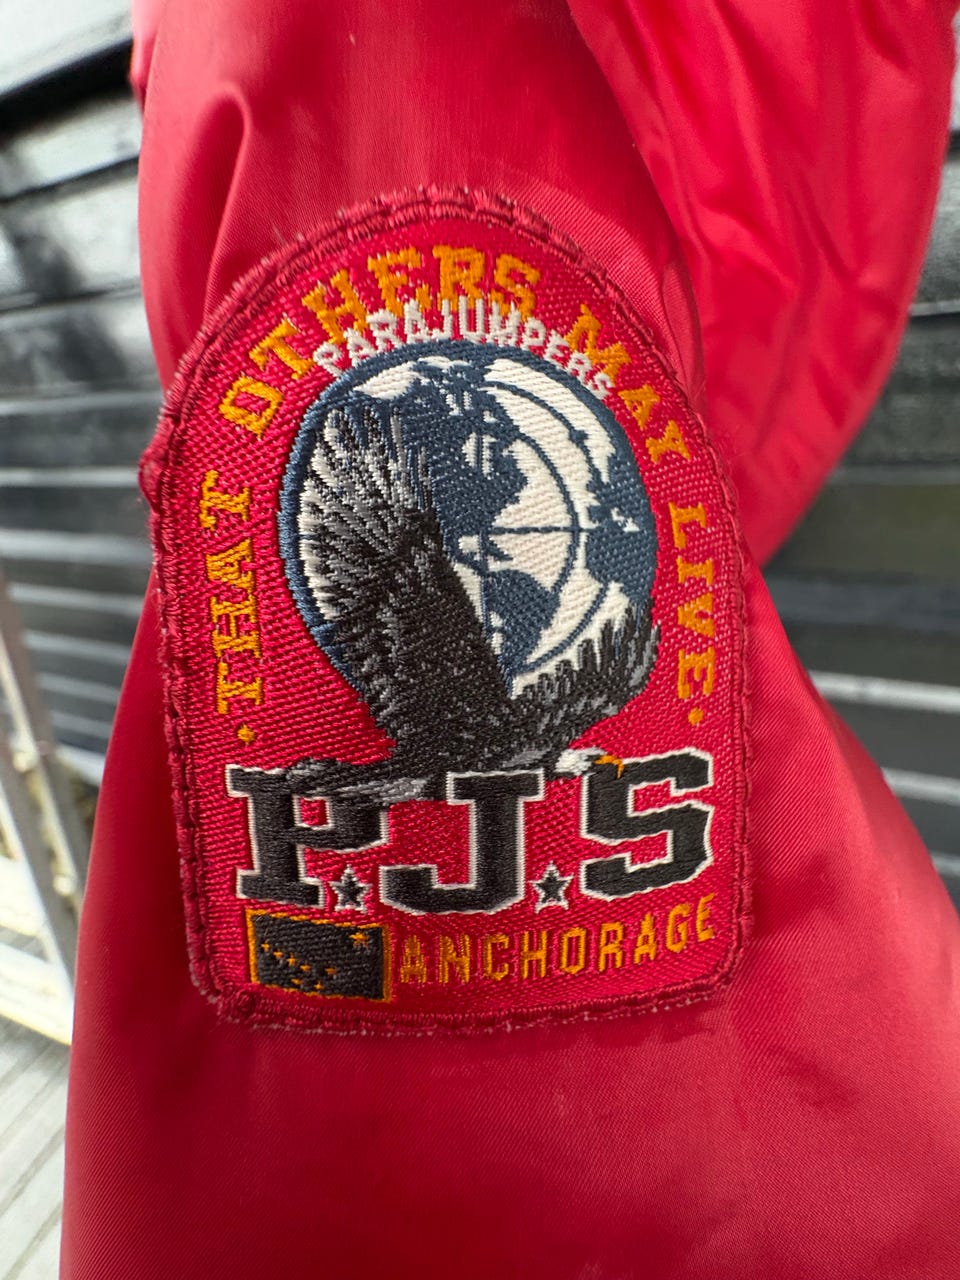 · THAT OTHERS MAY LIVE ·
PARAJUMPERS
P.J.S
ANCHORAGE